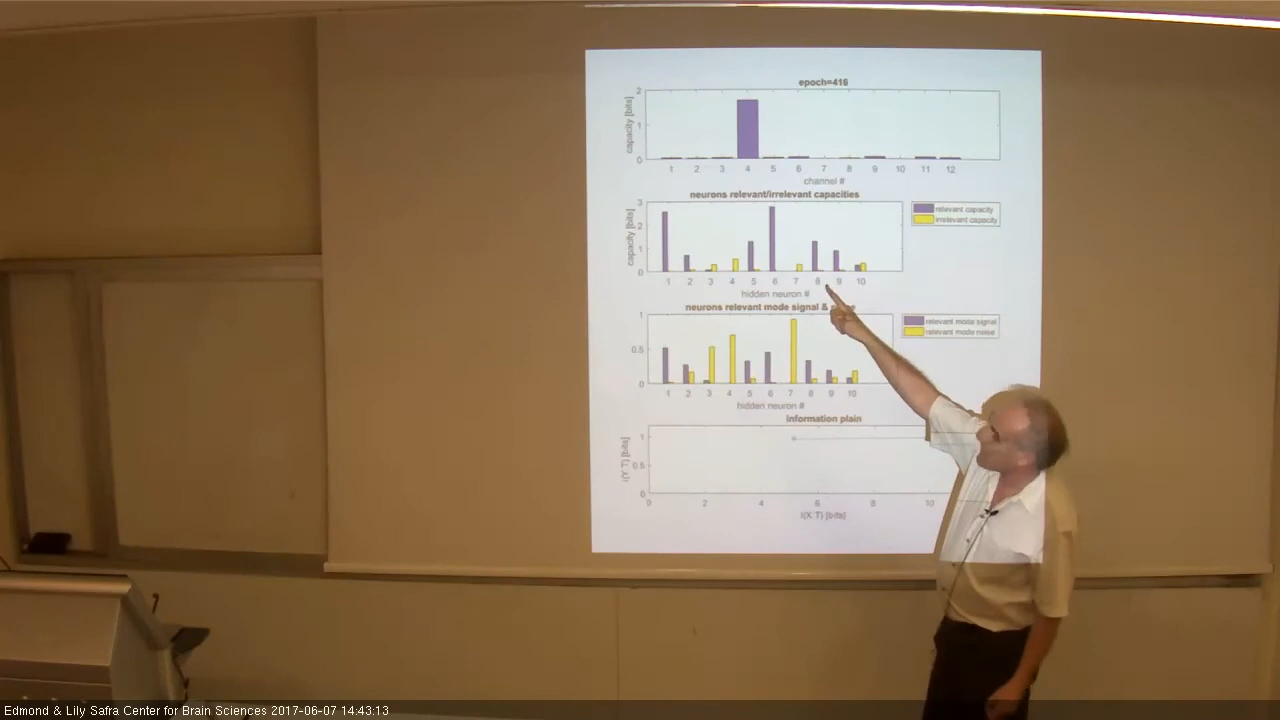 epoch=416
2
1
0
capacity [bits]
1 2 3 4 5 6 7 8 9 10 11 12
channel #
neurons relevant/irrelevant capacities
3
2
1
0
capacity [bits]
relevant capacity
irrelevant capacity
1 2 3 4 5 6 7 8 9 10
hidden neuron #
neurons relevant mode signal &
1
0.5
0
relevant mode signal
relevant mode noise
1 2 3 4 5 6 7 8 9 10
hidden neuron #
information plain
1
0.5
0
I(Y T) [bits]
0 2 4 6 8 10
I(X T) [bits]
Edmond & Lily Safra Center for Brain Sciences 2017-06-07 14:43:13